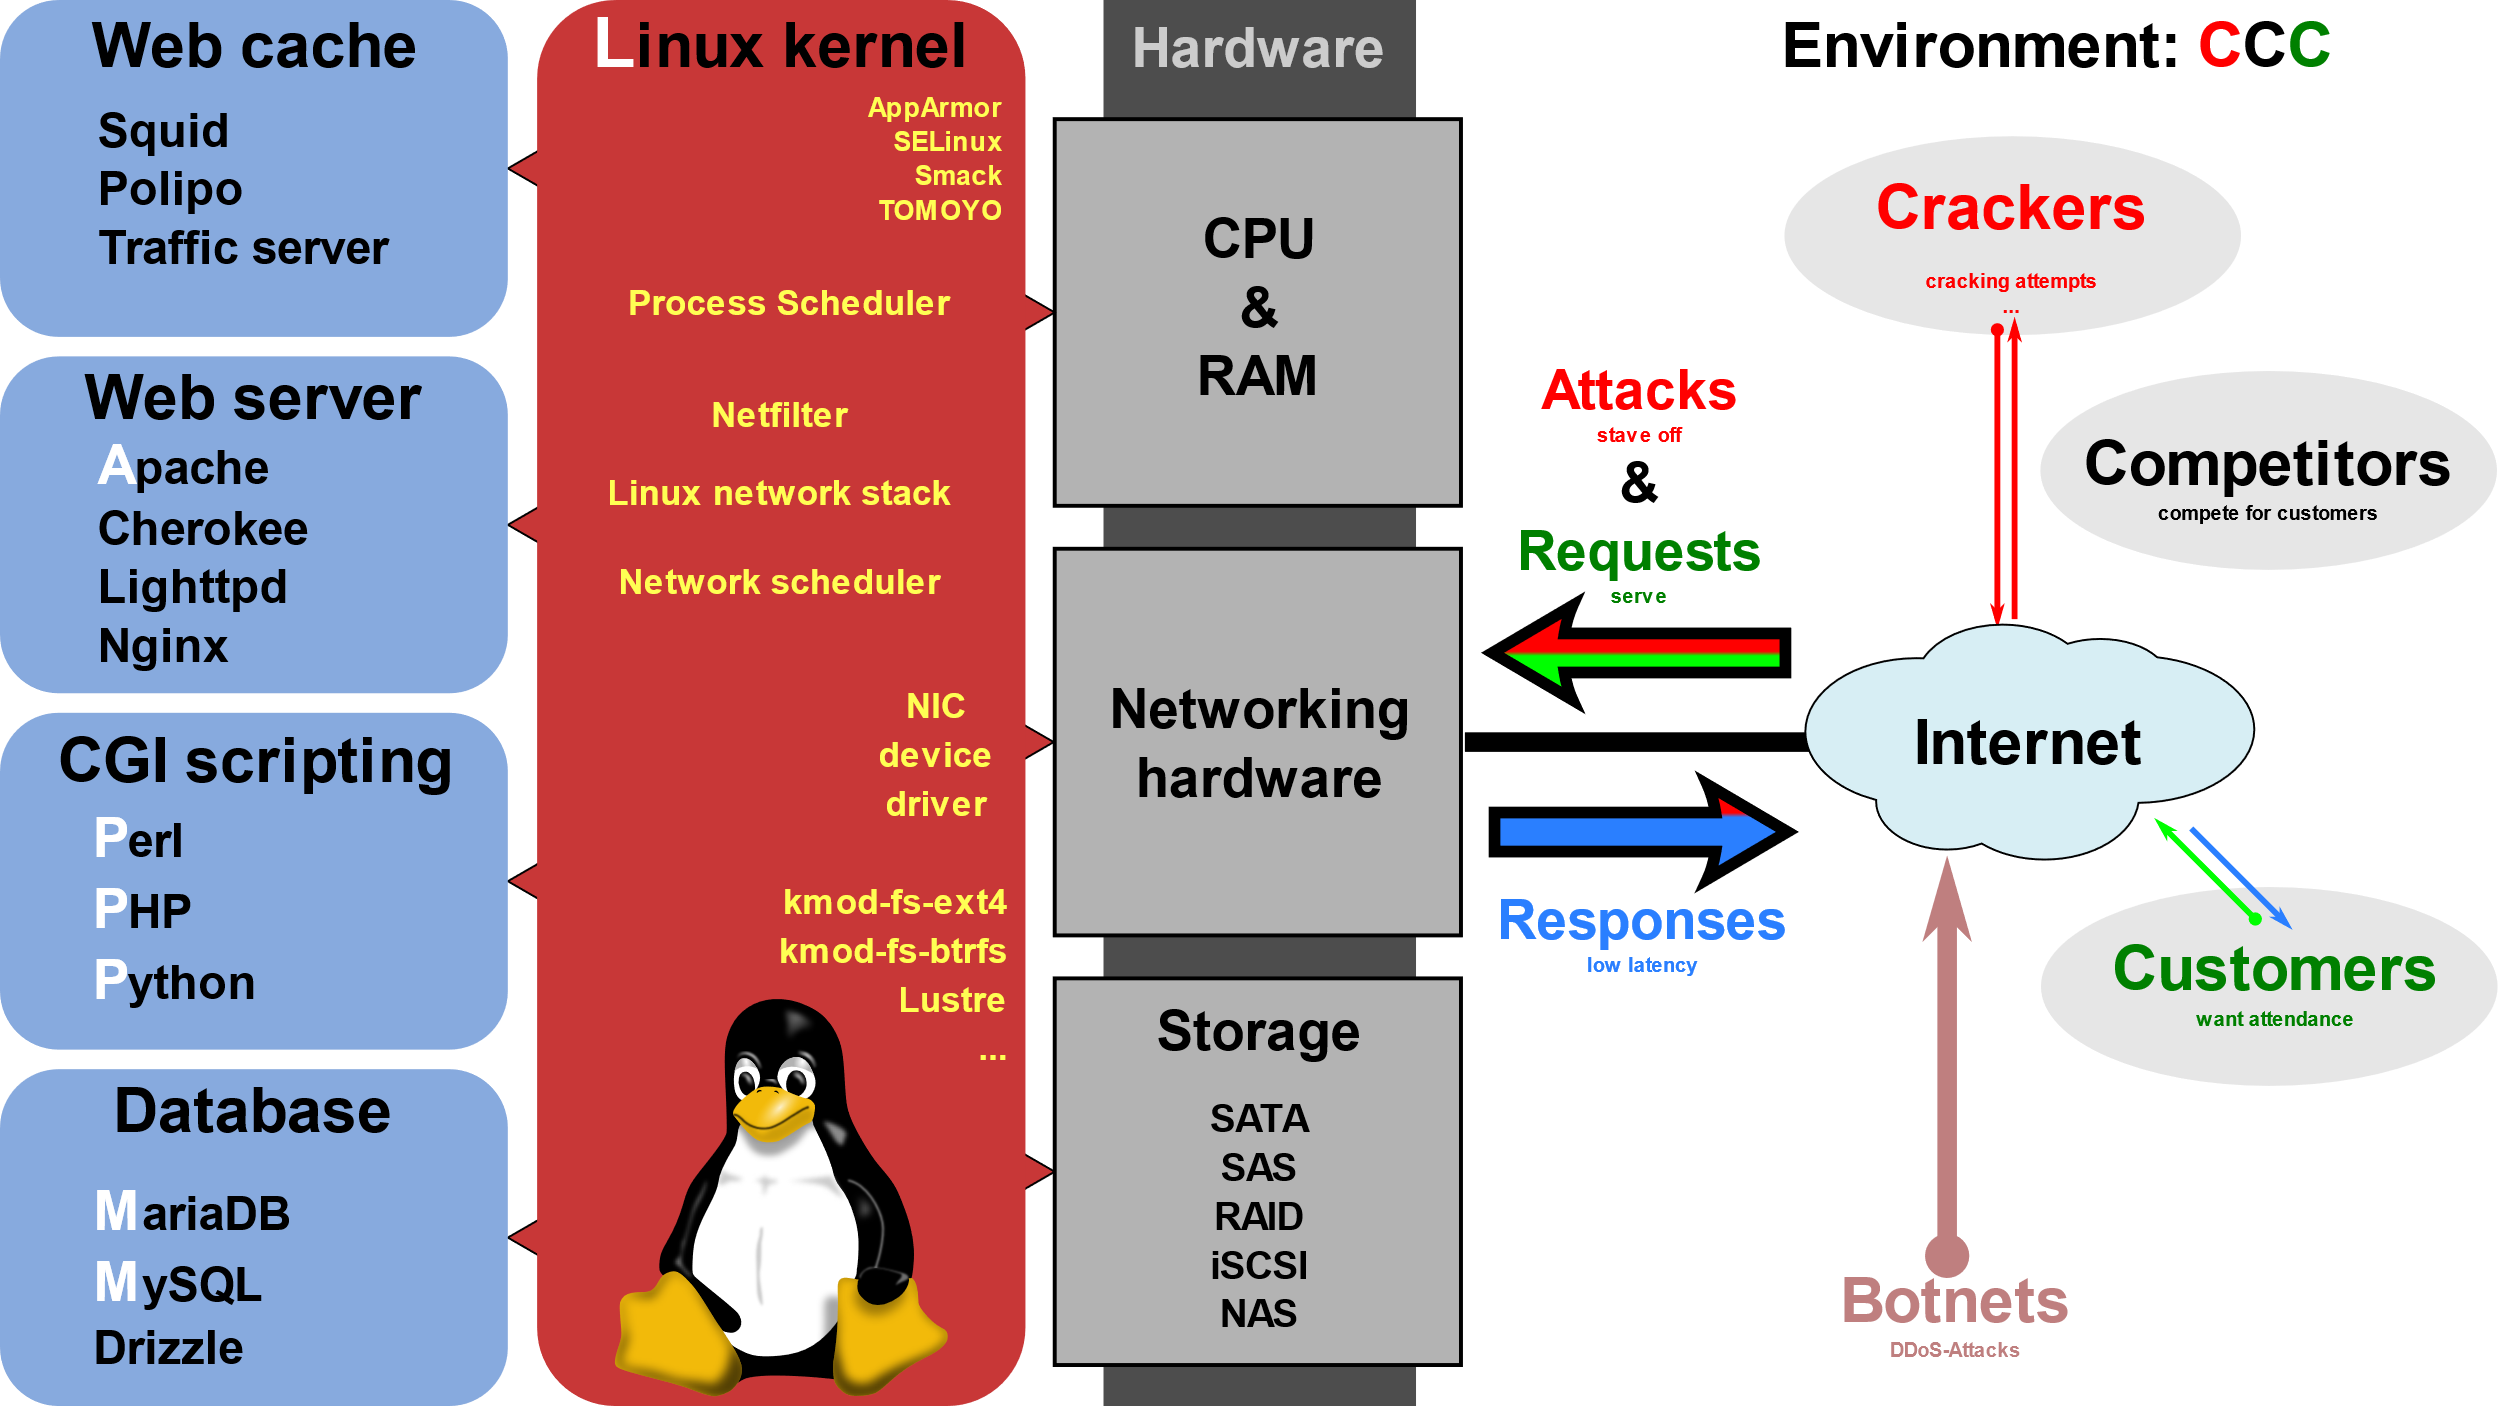 Web cache
Squid
Polipo
Traffic server
Web server
Apache
Cherokee
Lighttpd
Nginx
CGI scripting
Perl
PHP
Python
Database
MariaDB
MySQL
Drizzle
Linux kernel
AppArmor
SELinux
Smack
TOMOYO
Process Scheduler
Netfilter
Linux network stack
Network scheduler
NIC
device
driver
kmod-fs-ext4
kmod-fs-btrfs
Lustre
...
Hardware
CPU
&
RAM
Networking
hardware
Storage
SATA
SAS
RAID
iSCSI
NAS
Attacks
stave off
&
Requests
serve
Responses
low latency
Environment: CCC
Crackers
cracking attempts
...
Competitors
compete for customers
Internet
Customers
want attendance
Botnets
DDoS-Attacks